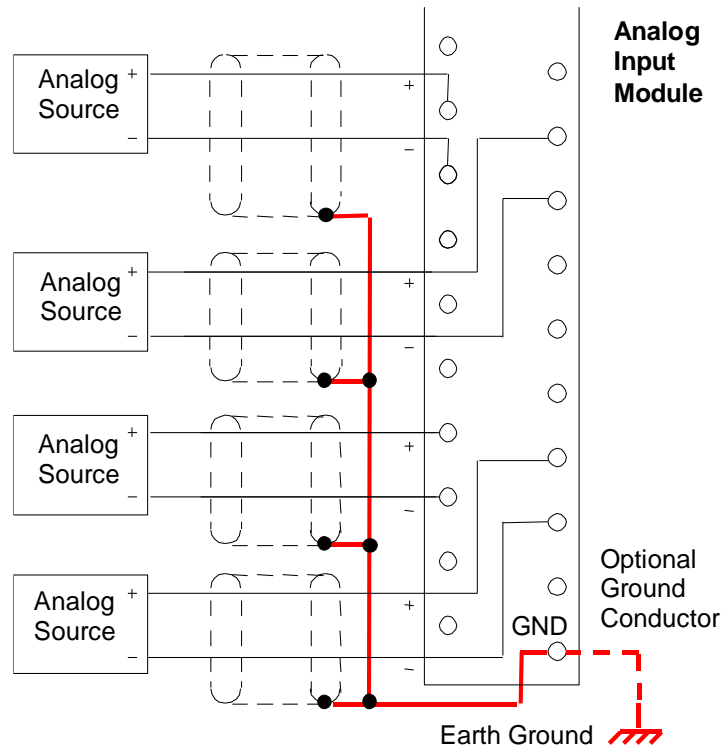 Analog
Input
Module
Analog
Source
+
−
+
−
Analog
Source
+
−
+
−
Analog
Source
+
−
+
−
Analog
Source
+
−
+
−
Optional
Ground
Conductor
GND
Earth Ground